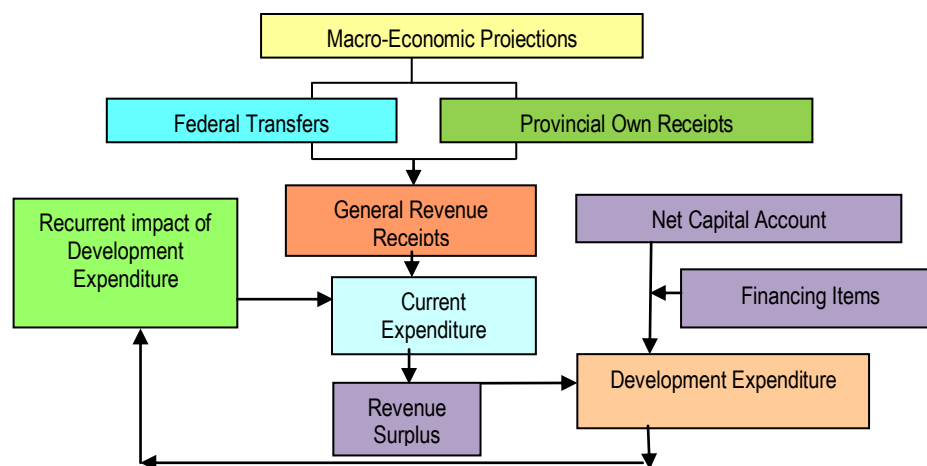 Macro-Economic Projections
Federal Transfers
Provincial Own Receipts
General Revenue
Receipts
Recurrent impact of
Development
Expenditure
Net Capital Account
Financing Items
Current
Expenditure
Development Expenditure
Revenue
Surplus